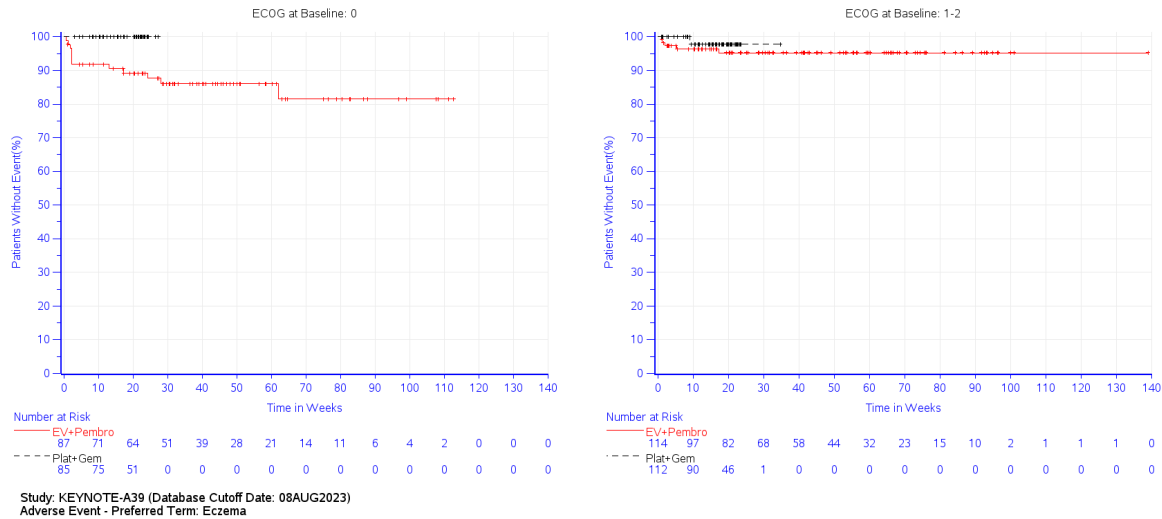 ECOG at Baseline: 0
Patients Without Event(%)
100
90
80
70
60
50
40
30
20
10
0
0 10 20 30 40 50 60 70 80 90 100 110 120 130 140
Time in Weeks
Number at Risk
EV+Pembro
87 71 64 51 39 28 21 14 11 6 4 2 0 0 0
Plat+Gem
85 75 51 0 0 0 0 0 0 0 0 0 0 0 0
ECOG at Baseline: 1-2
Patients Without Event(%)
100
90
80
70
60
50
40
30
20
10
0
0 10 20 30 40 50 60 70 80 90 100 110 120 130 140
Time in Weeks
Number at Risk
EV+Pembro
114 97 82 68 58 44 32 23 15 10 2 1 1 1 0
Plat+Gem
112 90 46 1 0 0 0 0 0 0 0 0 0 0 0
Study: KEYNOTE-A39 (Database Cutoff Date: 08AUG2023)
Adverse Event - Preferred Term: Eczema